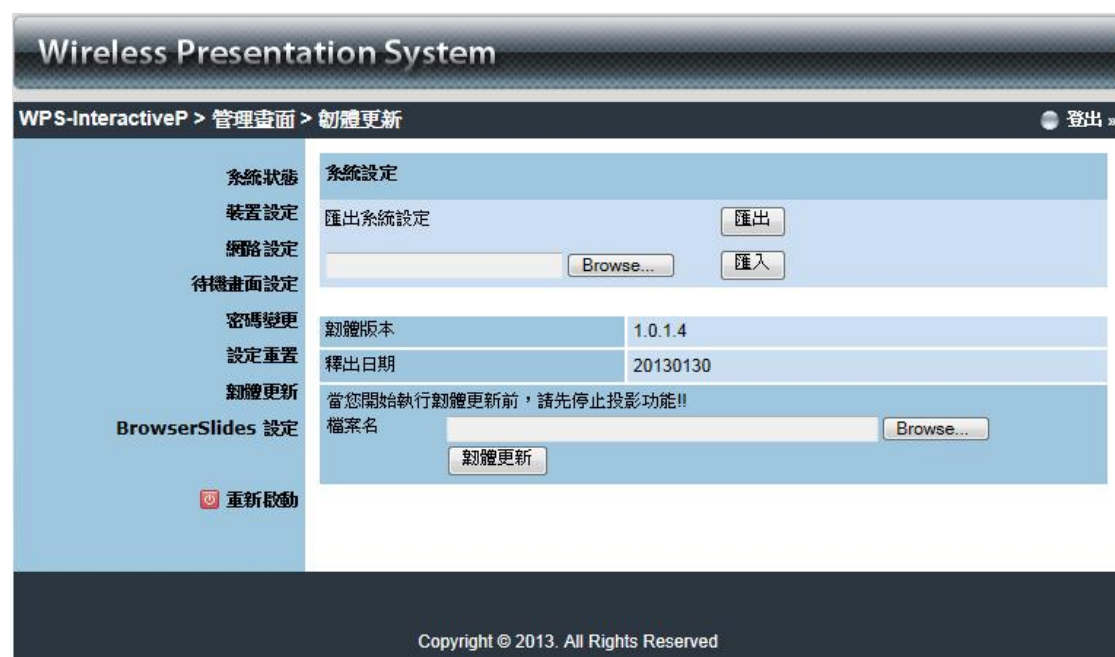 Wireless Presentation System
WPS-InteractiveP > 管理畫面 > 韌體更新
登出 »
系統狀態
裝置設定
網路設定
待機畫面設定
密碼變更
設定重置
韌體更新
BrowserSlides 設定
重新啟動
系統設定
匯出系統設定 匯出
Browse... 匯入
韌體版本 1.0.1.4
釋出日期 20130130
當您開始執行韌體更新前，請先停止投影功能!!
檔案名 Browse...
韌體更新
Copyright © 2013. All Rights Reserved